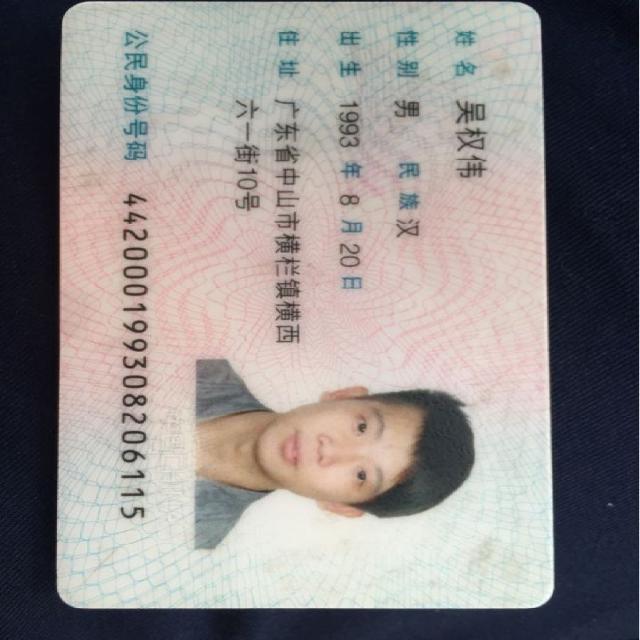 姓名 吴权伟
性别 男 民族 汉
出生 1993 年 8 月 20 日
住址 广东省中山市横栏镇横西
六一街10号
公民身份号码 442000199308206115